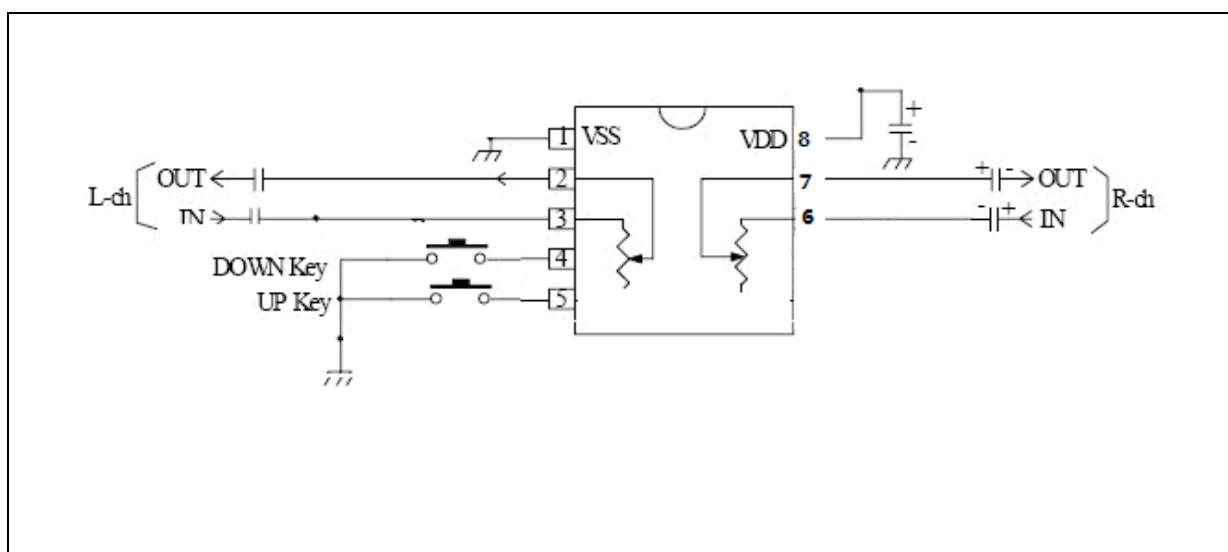 1 VSS VDD 8
+
-
L-ch OUT 2 7 + - OUT R-ch
IN 3 6 - + IN
DOWN Key 4
UP Key 5